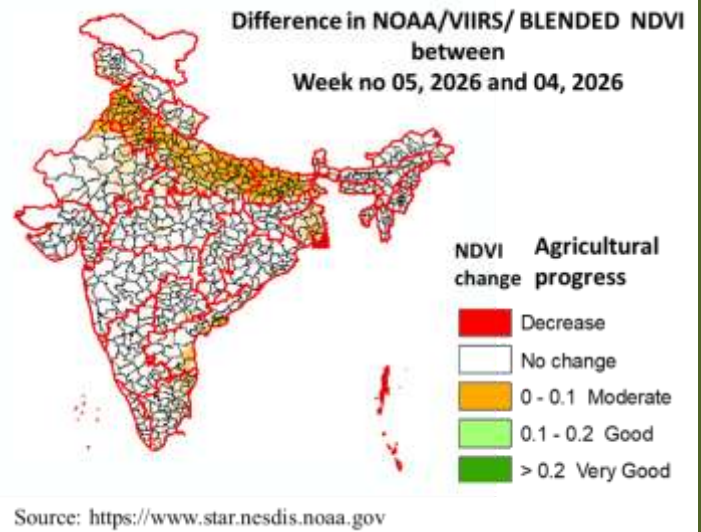 Difference in NOAA/VIIRS/ BLENDED NDVI
between
Week no 05, 2026 and 04, 2026
NDVI change
Agricultural progress
Decrease
No change
0 - 0.1 Moderate
0.1 - 0.2 Good
> 0.2 Very Good
Source: https://www.star.nesdis.noaa.gov